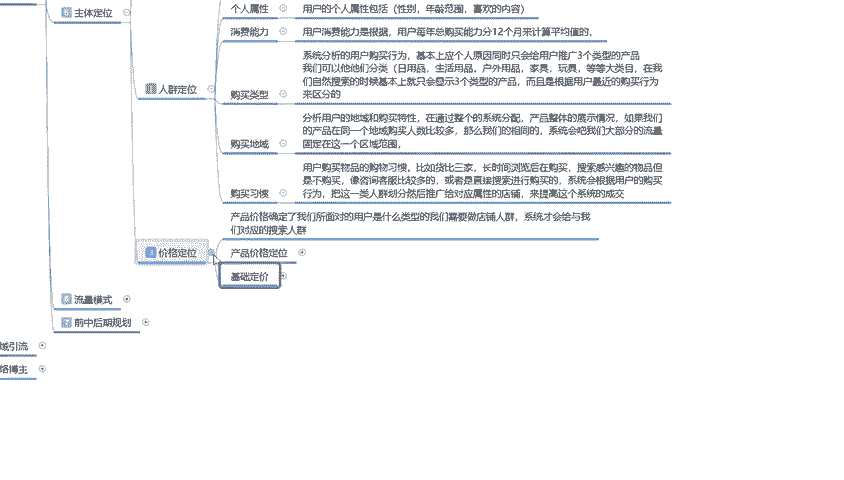 主体定位
个人属性
用户的个人属性包括（性别，年龄范围，喜欢的内容）
消费能力
用户消费能力是根据，用户每年总购买能力分12个月来计算平均值的，
人群定位
购买类型
系统分析的用户购买行为，基本上应个人原因同时只会给用户推广3个类型的产品
我们可以他他们分类（日用品，生活用品，户外用品，家具，玩具，等等大类目，在我
们自然搜索的时候基本上就只会显示3个类型的产品，而且是根据用户最近的购买行为
来区分的
购买地域
分析用户的地域和购买特性，在通过整个的系统分配，产品整体的展示情况，如果我们
的产品在同一个地域购买人数比较多，那么我们的相同的，系统会吧我们大部分的流量
固定在这一个区域范围，
购买习惯
用户购买物品的购物习惯，比如货比三家，长时间浏览后在购买，搜索感兴趣的物品但
是不购买，像咨询客服比较多的，或者是直接搜索进行购买的，系统会根据用户的购买
行为，把这一类人群划分然后推广给对应属性的店铺，来提高这个系统的成交
3 价格定位
产品价格确定了我们所面对的用户是什么类型的我们需要做店铺人群，系统才会给与我
们对应的搜索人群
产品价格定位
基础定价
流量模式
7 前中后期规划
域引流
络博主